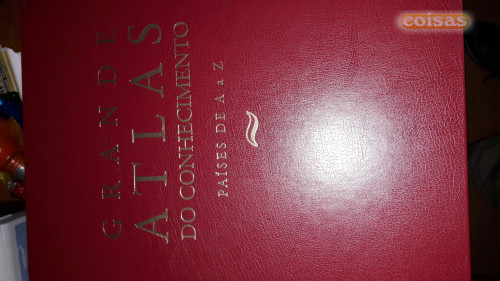 GRANDE
ATLAS
DO CONHECIMENTO
PAÍSES DE A a Z
coisas